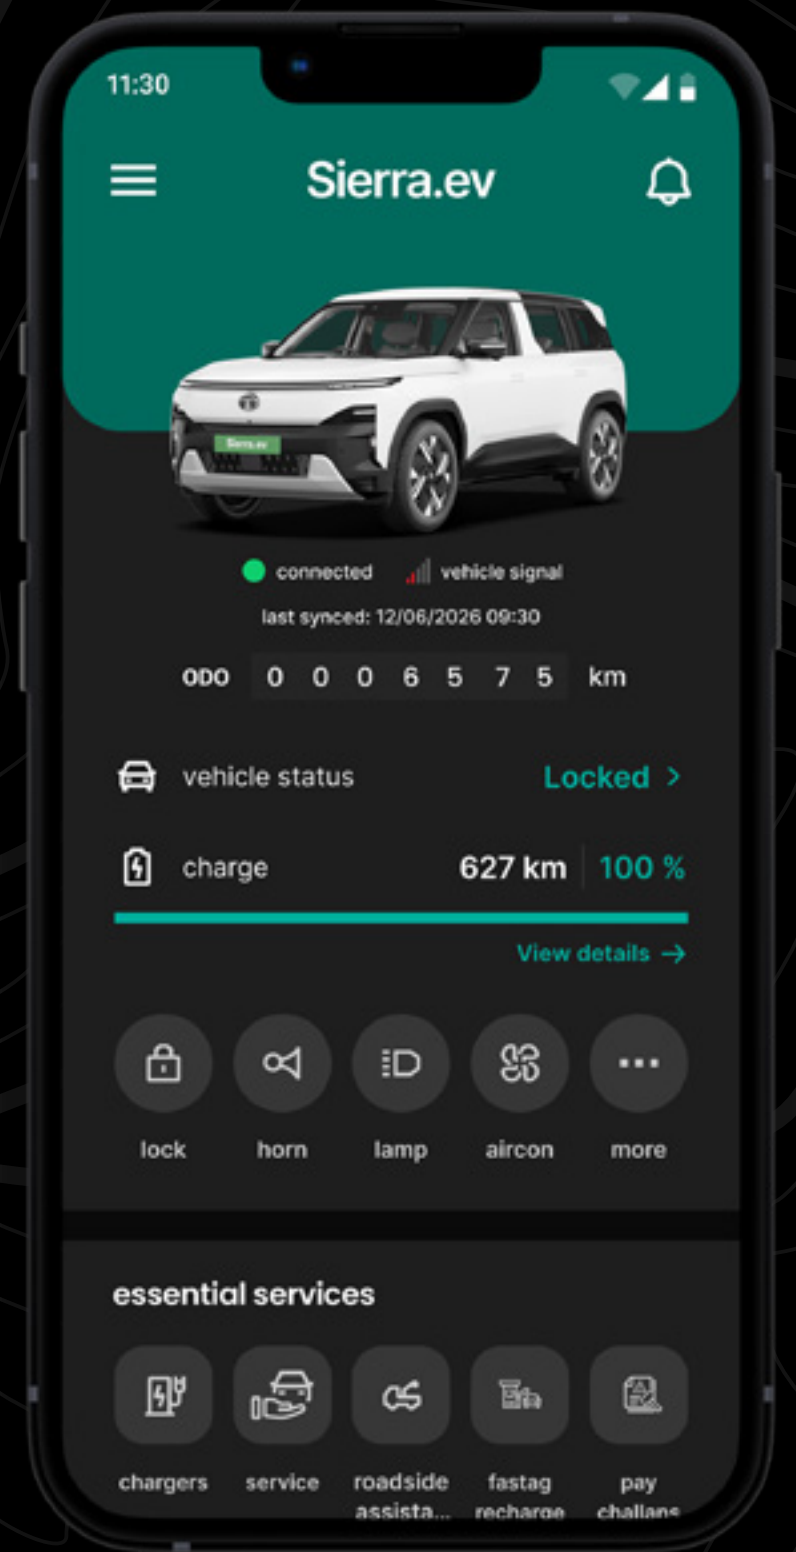 11:30
Sierra.ev
Sierra.ev
connected vehicle signal
last synced: 12/06/2026 09:30
ODO 0 0 0 6 5 7 5 km
vehicle status Locked >
charge 627 km 100 %
View details →
lock horn lamp aircon more
essential services
chargers service roadside fastag pay
assista... recharge challans